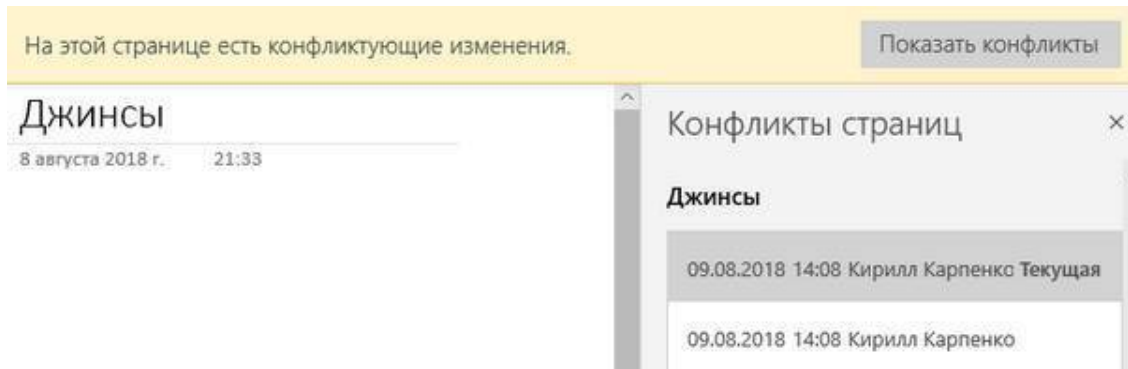 На этой странице есть конфликтующие изменения.
Показать конфликты
Джинсы
8 августа 2018 г. 21:33
Конфликты страниц
Джинсы
09.08.2018 14:08 Кирилл Карпенко Текущая
09.08.2018 14:08 Кирилл Карпенко